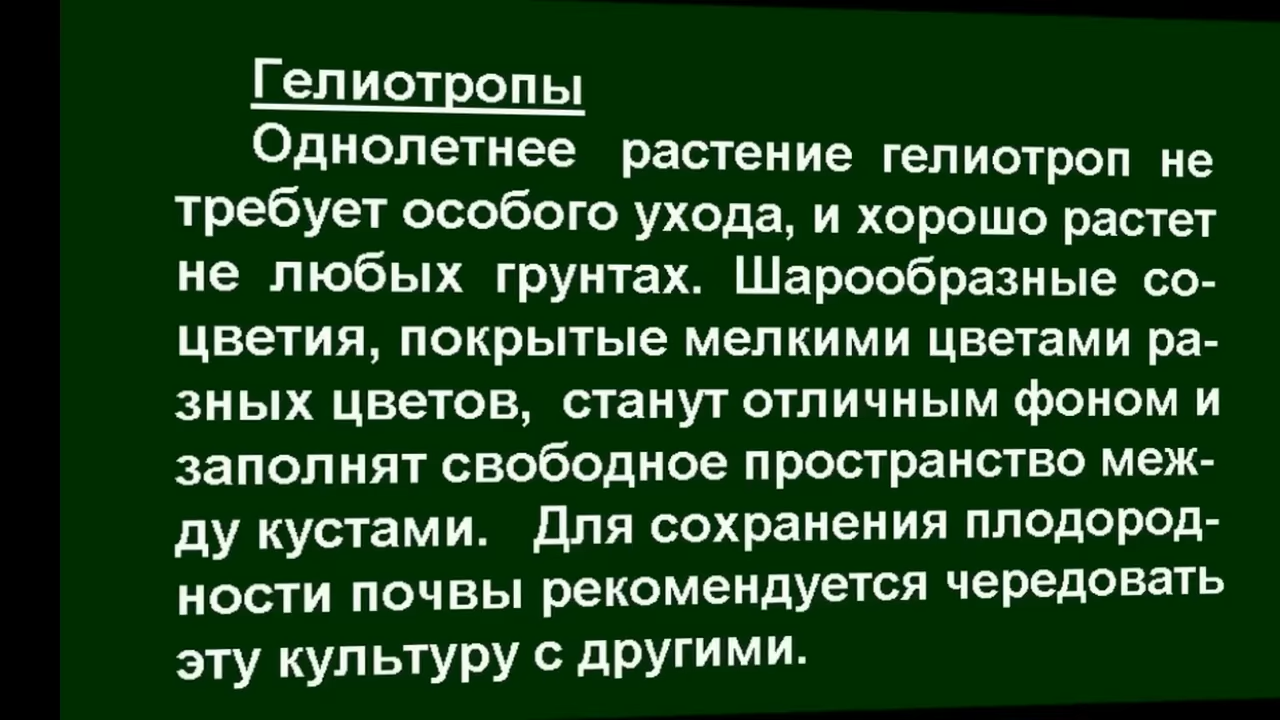 Гелиотропы
Однолетнее растение гелиотроп не
требует особого ухода, и хорошо растет
не любых грунтах. Шарообразные со-
цветия, покрытые мелкими цветами ра-
зных цветов, станут отличным фоном и
заполнят свободное пространство меж-
ду кустами. Для сохранения плодород-
ности почвы рекомендуется чередовать
эту культуру с другими.